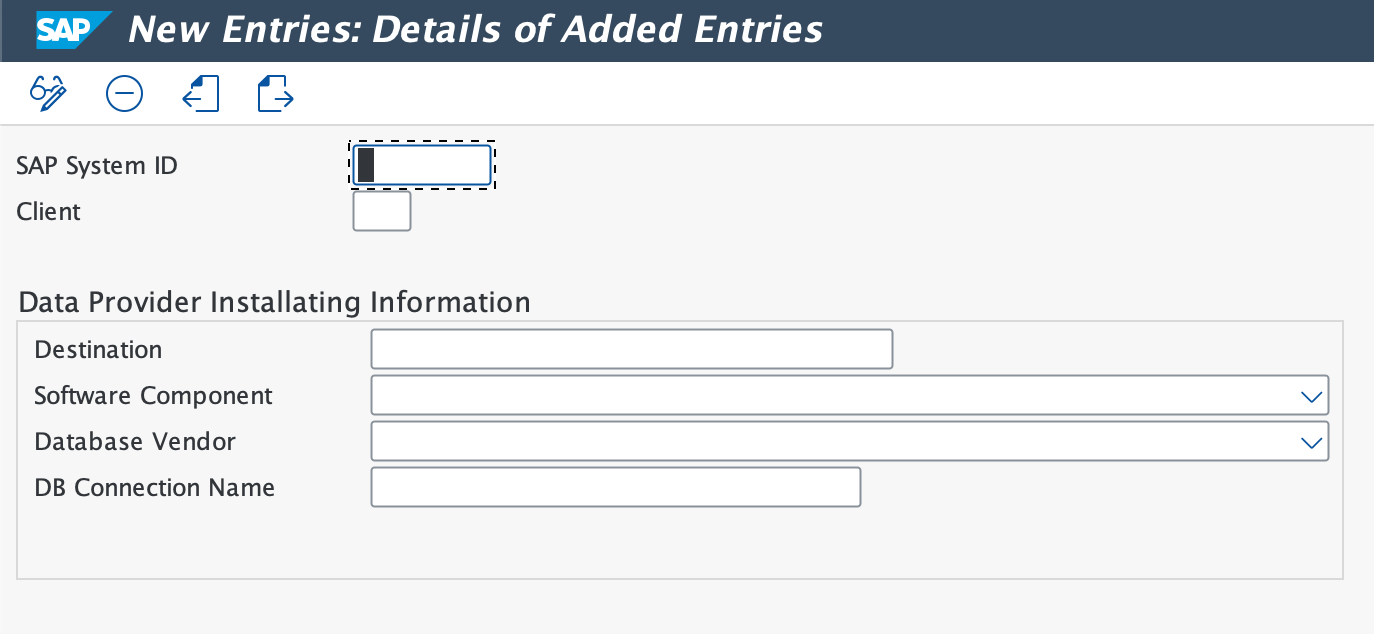 SAP New Entries: Details of Added Entries
SAP System ID
Client
Data Provider Installating Information
Destination
Software Component
Database Vendor
DB Connection Name